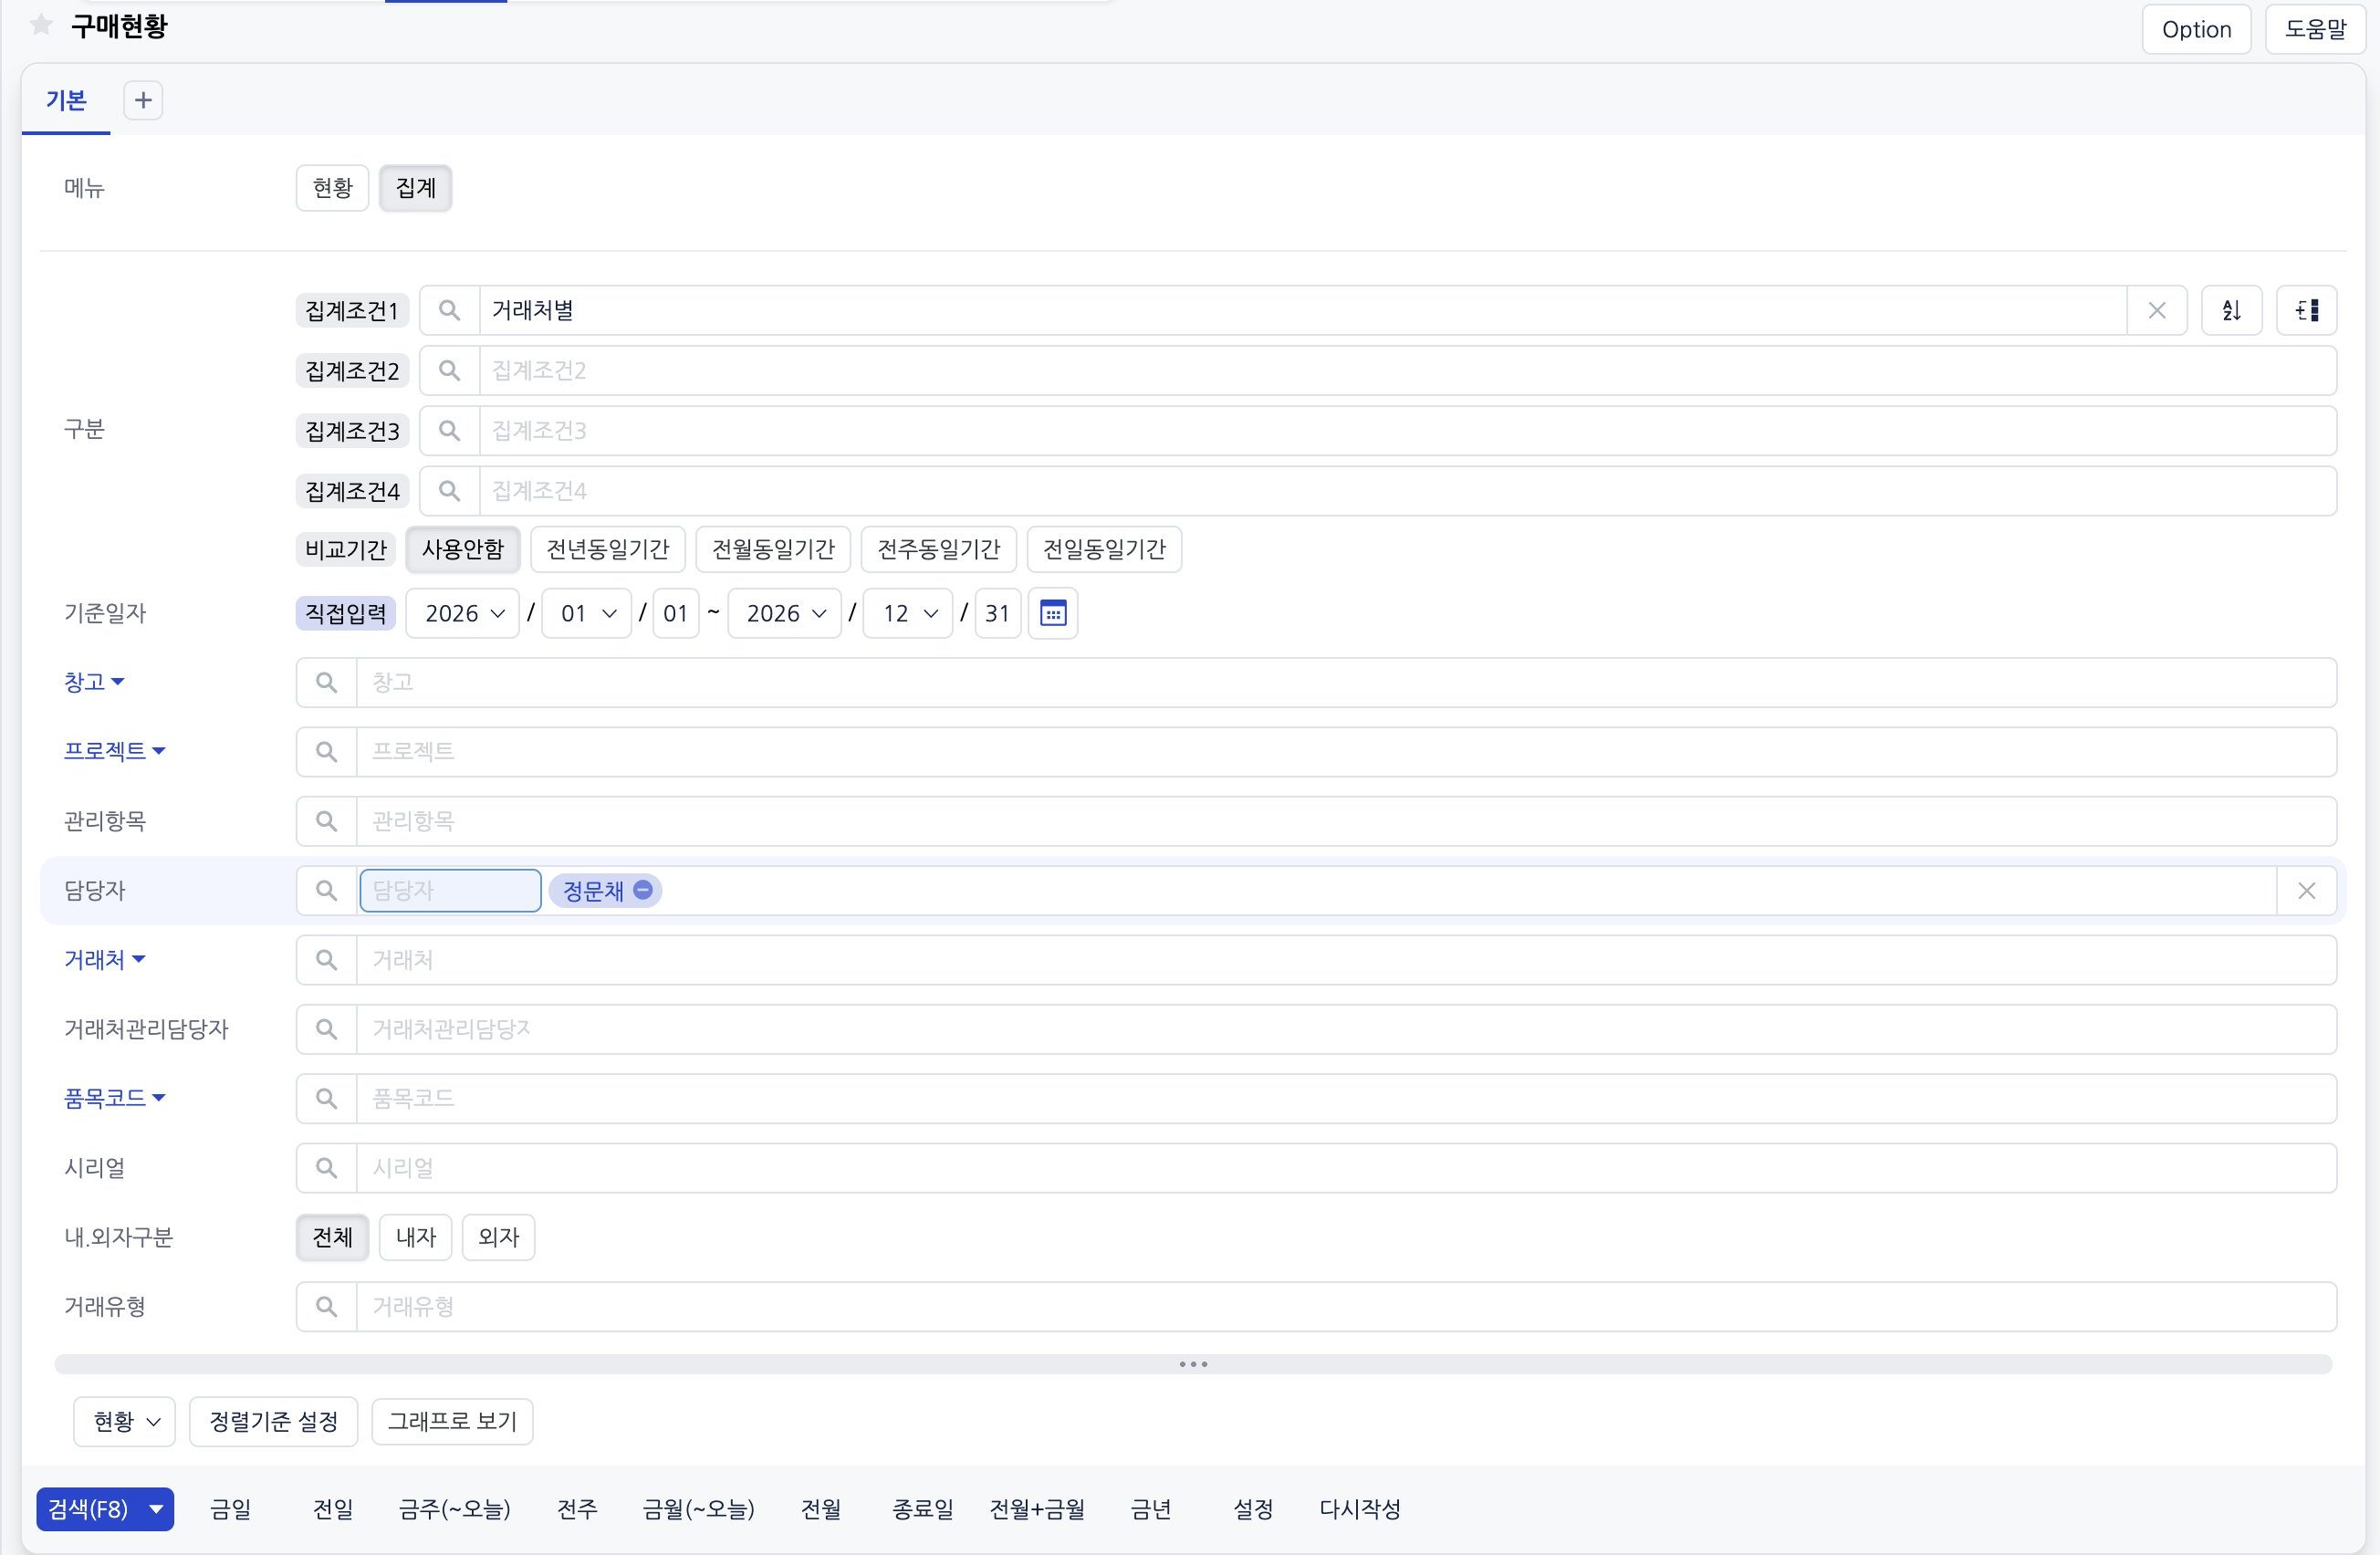 구매현황 Option 도움말
기본
메뉴 현황 집계
집계조건1 거래처별
집계조건2 집계조건2
구분 집계조건3 집계조건3
집계조건4 집계조건4
비교기간 사용안함 전년동일기간 전월동일기간 전주동일기간 전일동일기간
기준일자 직접입력 2026 / 01 / 01 ~ 2026 / 12 / 31
창고 창고
프로젝트 프로젝트
관리항목 관리항목
담당자 담당자 정문채
거래처 거래처
거래처관리담당자 거래처관리담당자
품목코드 품목코드
시리얼 시리얼
내.외자구분 전체 내자 외자
거래유형 거래유형
현황 정렬기준 설정 그래프로 보기
검색(F8) 금일 전일 금주(~오늘) 전주 금월(~오늘) 전월 종료일 전월+금월 금년 설정 다시작성